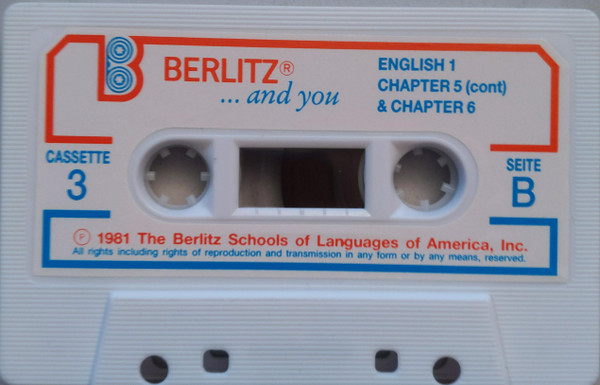 BERLITZ®
... and you
ENGLISH 1
CHAPTER 5 (cont)
& CHAPTER 6
CASSETTE
3
SEITE
B
℗ 1981 The Berlitz Schools of Languages of America, Inc.
All rights including rights of reproduction and transmission in any form or by any means, reserved.